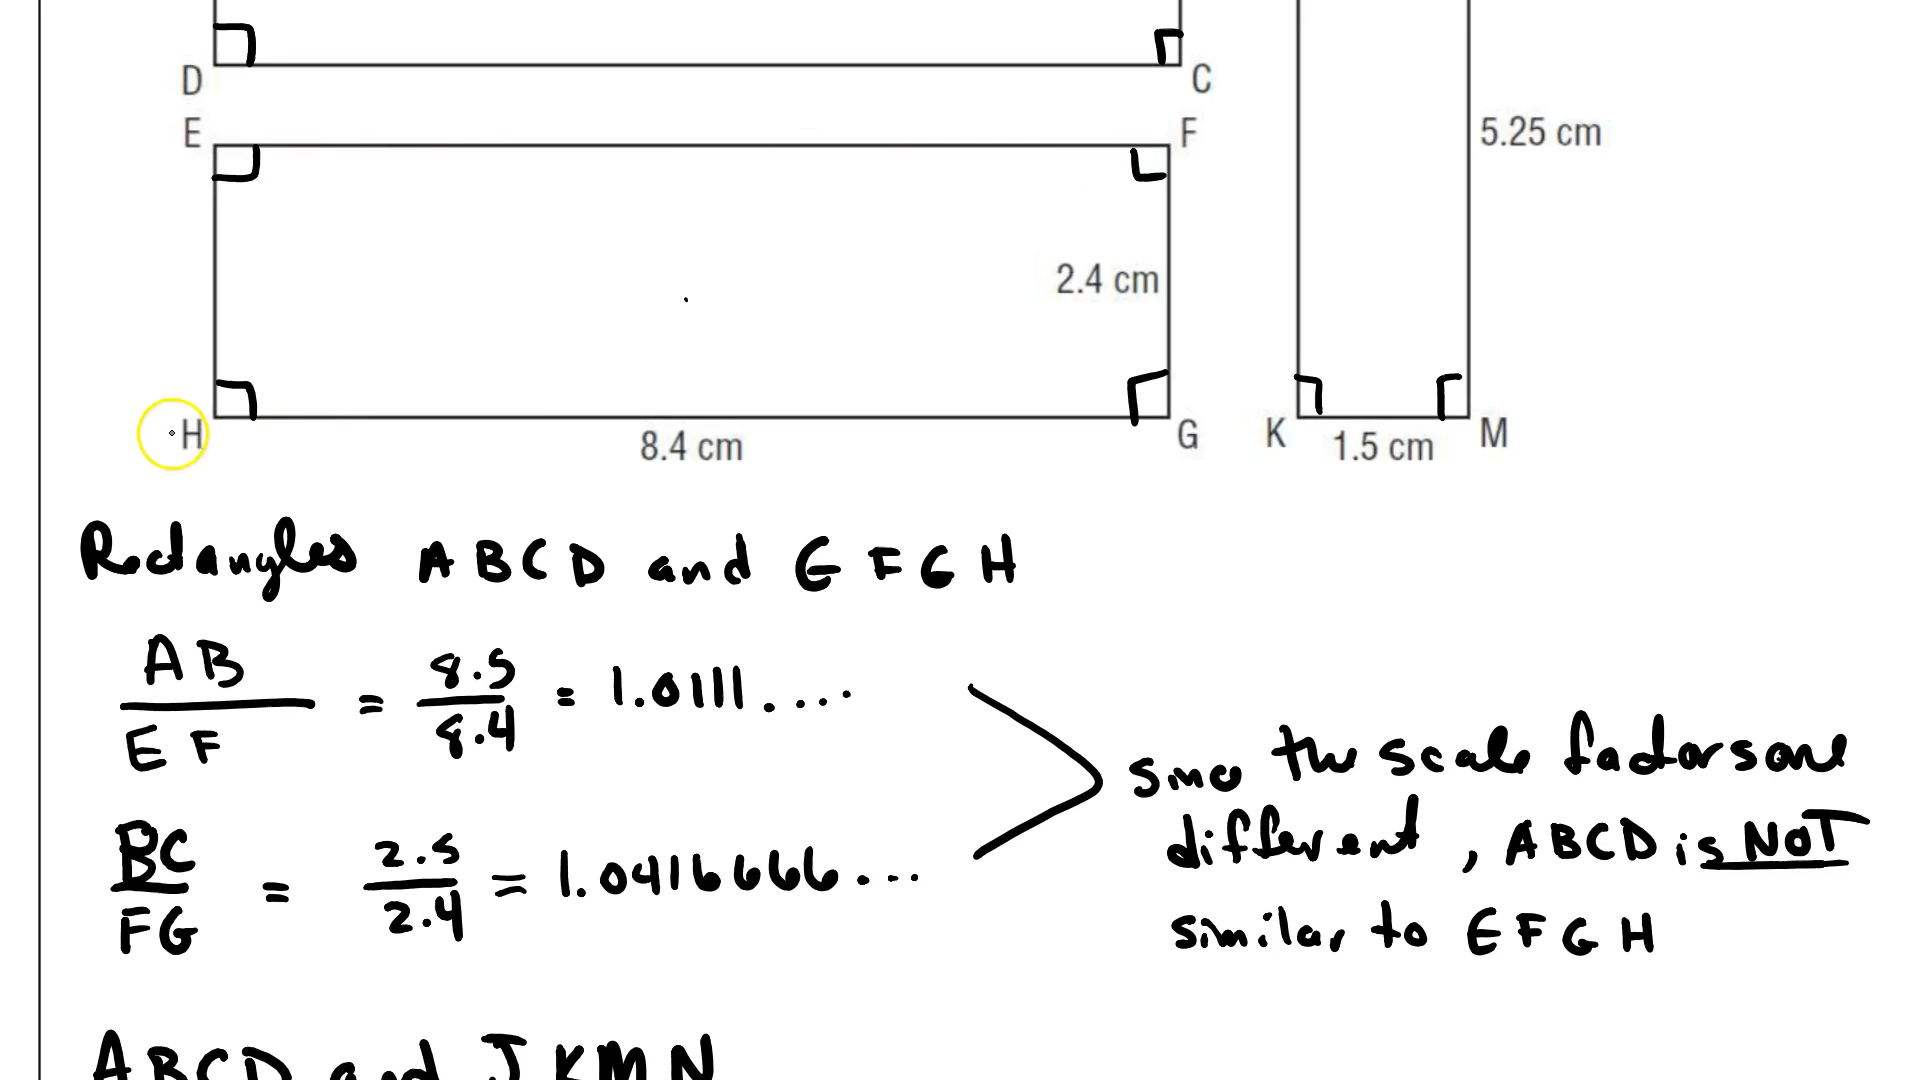 D
C
E
F
5.25 cm
2.4 cm
H
G
K
M
8.4 cm
1.5 cm
Rectangles ABCD and EFGH
AB
EF
= 8.5
8.4
= 1.0111....
BC
FG
= 2.5
2.4
= 1.0416666...
since the scale factors are
different, ABCD is NOT
similar to EFGH
ABCD and JKMN